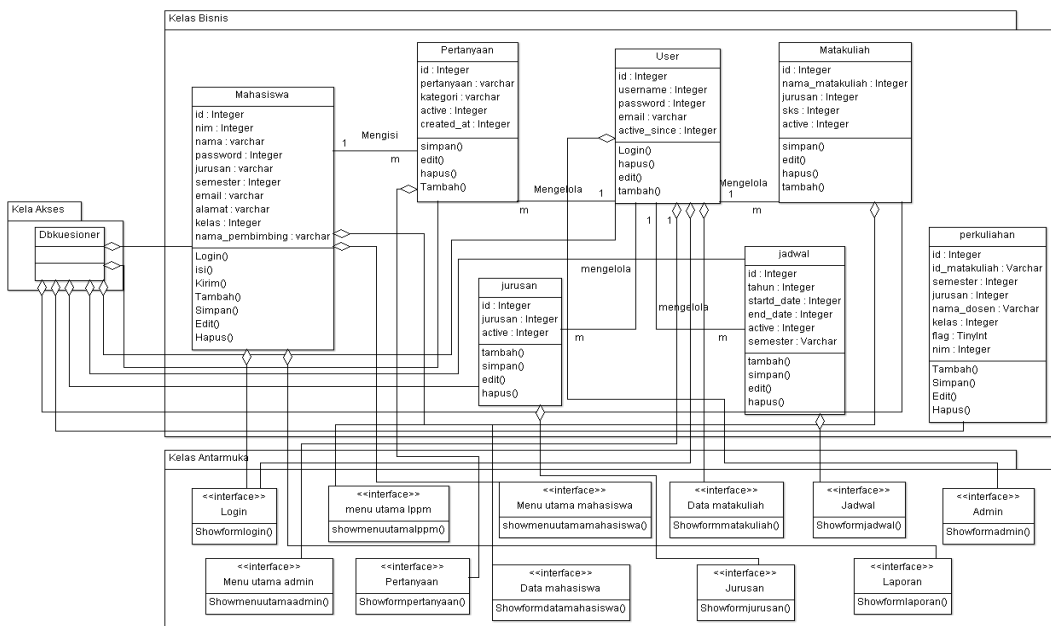 Kelas Bisnis
Pertanyaan
id : Integer
pertanyaan : varchar
kategori : varchar
active : Integer
created_at : Integer
simpan()
edit()
hapus()
Tambah()
User
id : Integer
username : Integer
password : Integer
email : varchar
active_since : Integer
Login()
hapus()
edit()
tambah()
Matakuliah
id : Integer
nama_matakuliah : Integer
jurusan : Integer
sks : Integer
active : Integer
simpan()
edit()
hapus()
tambah()
Mahasiswa
id : Integer
nim : Integer
nama : varchar
password : Integer
jurusan : varchar
semester : Integer
email : varchar
alamat : varchar
kelas : Integer
nama_pembimbing : varchar
Login()
isi()
Kirim()
Tambah()
Simpan()
Edit()
Hapus()
1
Mengisi
m
Mengelola
1
m
Mengelola
1
m
1
1
Kela Akses
Dbkuesioner
mengelola
m
mengelola
m
jurusan
id : Integer
jurusan : Integer
active : Integer
tambah()
simpan()
edit()
hapus()
jadwal
id : Integer
tahun : Integer
startd_date : Integer
end_date : Integer
active : Integer
semester : Varchar
tambah()
simpan()
edit()
hapus()
perkuliahan
id : Integer
id_matakuliah : Varchar
semester : Integer
jurusan : Integer
nama_dosen : Varchar
kelas : Integer
flag : TinyInt
nim : Integer
Tambah()
Simpan()
Edit()
Hapus()
Kelas Antarmuka
<<interface>>
Login
Showformlogin()
<<interface>>
menu utama lppm
showmenuutamalppm()
<<interface>>
Menu utama mahasiswa
showmenuutamamahasiswa()
<<interface>>
Data matakuliah
Showformmatakuliah()
<<interface>>
Jadwal
Showformjadwal()
<<interface>>
Admin
Showformadmin()
<<interface>>
Menu utama admin
Showmenuutamaadmin()
<<interface>>
Pertanyaan
Showformpertanyaan()
<<interface>>
Data mahasiswa
Showformdatamahasiswa()
<<interface>>
Jurusan
Showformjurusan()
<<interface>>
Laporan
Showformlaporan()